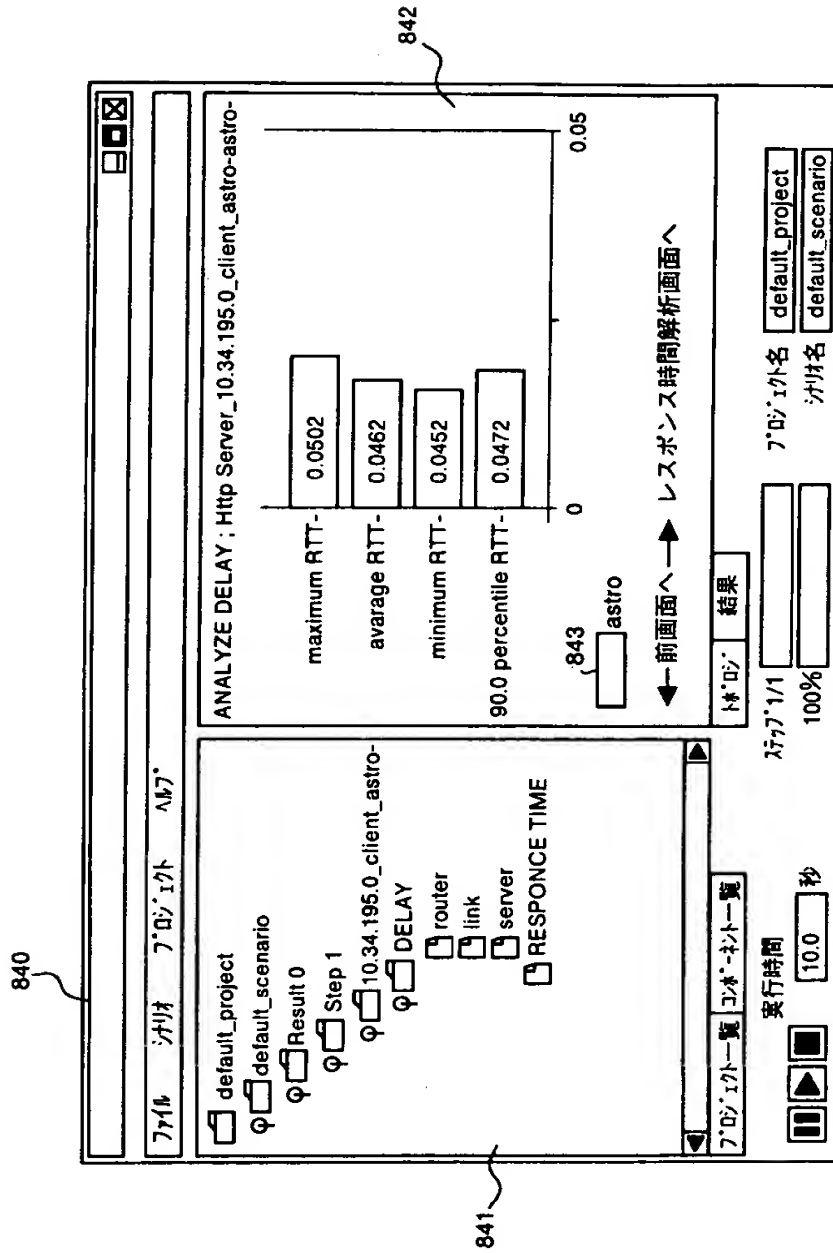 840
ファイル シナリオ プロジェクト ヘルプ
default_project
default_scenario
Result 0
Step 1
10.34.195.0_client_astro-
DELAY
router
link
server
RESPONCE TIME
841
プロジェクト一覧 コンポーネント一覧
ANALYZE DELAY ; Http Server_10.34.195.0_client_astro-astro-
maximum RTT- 0.0502
avarage RTT- 0.0462
minimum RTT- 0.0452
90.0 percentile RTT- 0.0472
0 0.05
843
astro
←前画面へ → レスポンス時間解析画面へ
842
トポロジ 結果
実行時間
10.0 秒
ステップ1/1
100%
プロジェクト名 default_project
シナリオ名 default_scenario